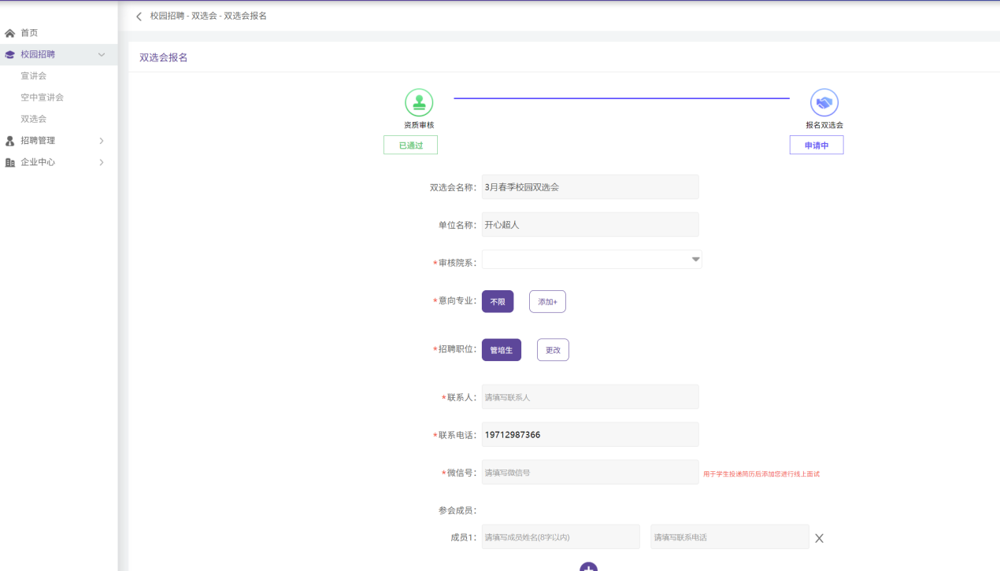 校园招聘 - 双选会 - 双选会报名
首页
校园招聘
宣讲会
空中宣讲会
双选会
招聘管理
企业中心
双选会报名
资质审核
已通过
报名双选会
申请中
双选会名称： 3月春季校园双选会
单位名称： 开心超人
*审核院系：
*意向专业： 不限 添加+
*招聘职位： 管培生 更改
*联系人： 请填写联系人
*联系电话： 19712987366
*微信号： 请填写微信号 用于学生投递简历后添加您进行线上面试
参会成员：
成员1： 请填写成员姓名(8字以内) 请填写联系电话 X